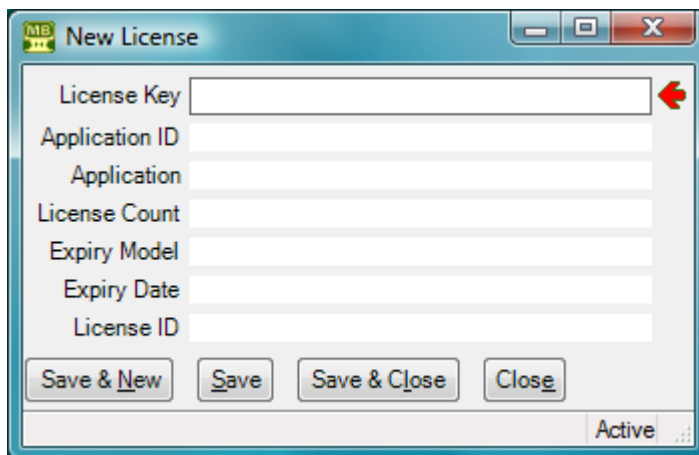 MB
New License
License Key
Application ID
Application
License Count
Expiry Model
Expiry Date
License ID
Save & New Save Save & Close Close
Active